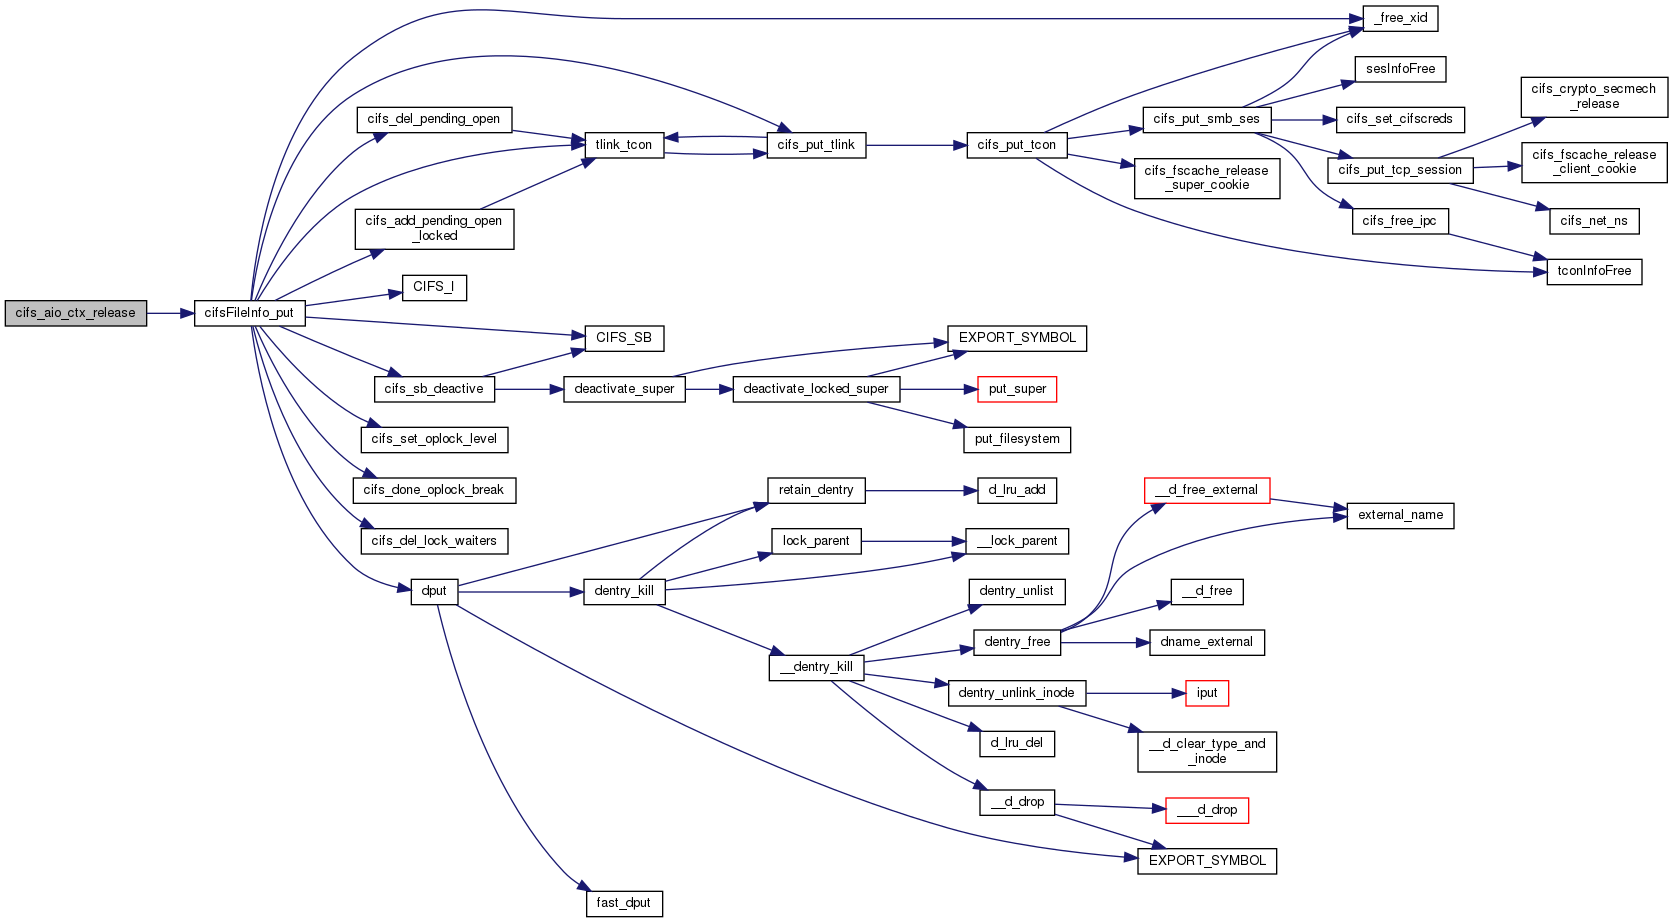 _free_xid
sesInfoFree
cifs_crypto_secmech
_release
cifs_del_pending_open
cifs_put_smb_ses
cifs_set_cifscreds
tlink_tcon
cifs_put_tlink
cifs_put_tcon
cifs_fscache_release
_client_cookie
cifs_put_tcp_session
cifs_fscache_release
_super_cookie
cifs_add_pending_open
_locked
cifs_free_ipc
cifs_net_ns
tconInfoFree
CIFS_I
cifs_aio_ctx_release
cifsFileInfo_put
CIFS_SB
EXPORT_SYMBOL
cifs_sb_deactive
deactivate_super
deactivate_locked_super
put_super
cifs_set_oplock_level
put_filesystem
cifs_done_oplock_break
retain_dentry
d_lru_add
__d_free_external
external_name
cifs_del_lock_waiters
lock_parent
__lock_parent
dput
dentry_kill
dentry_unlist
__d_free
dentry_free
dname_external
__dentry_kill
dentry_unlink_inode
iput
d_lru_del
__d_clear_type_and
_inode
__d_drop
___d_drop
EXPORT_SYMBOL
fast_dput